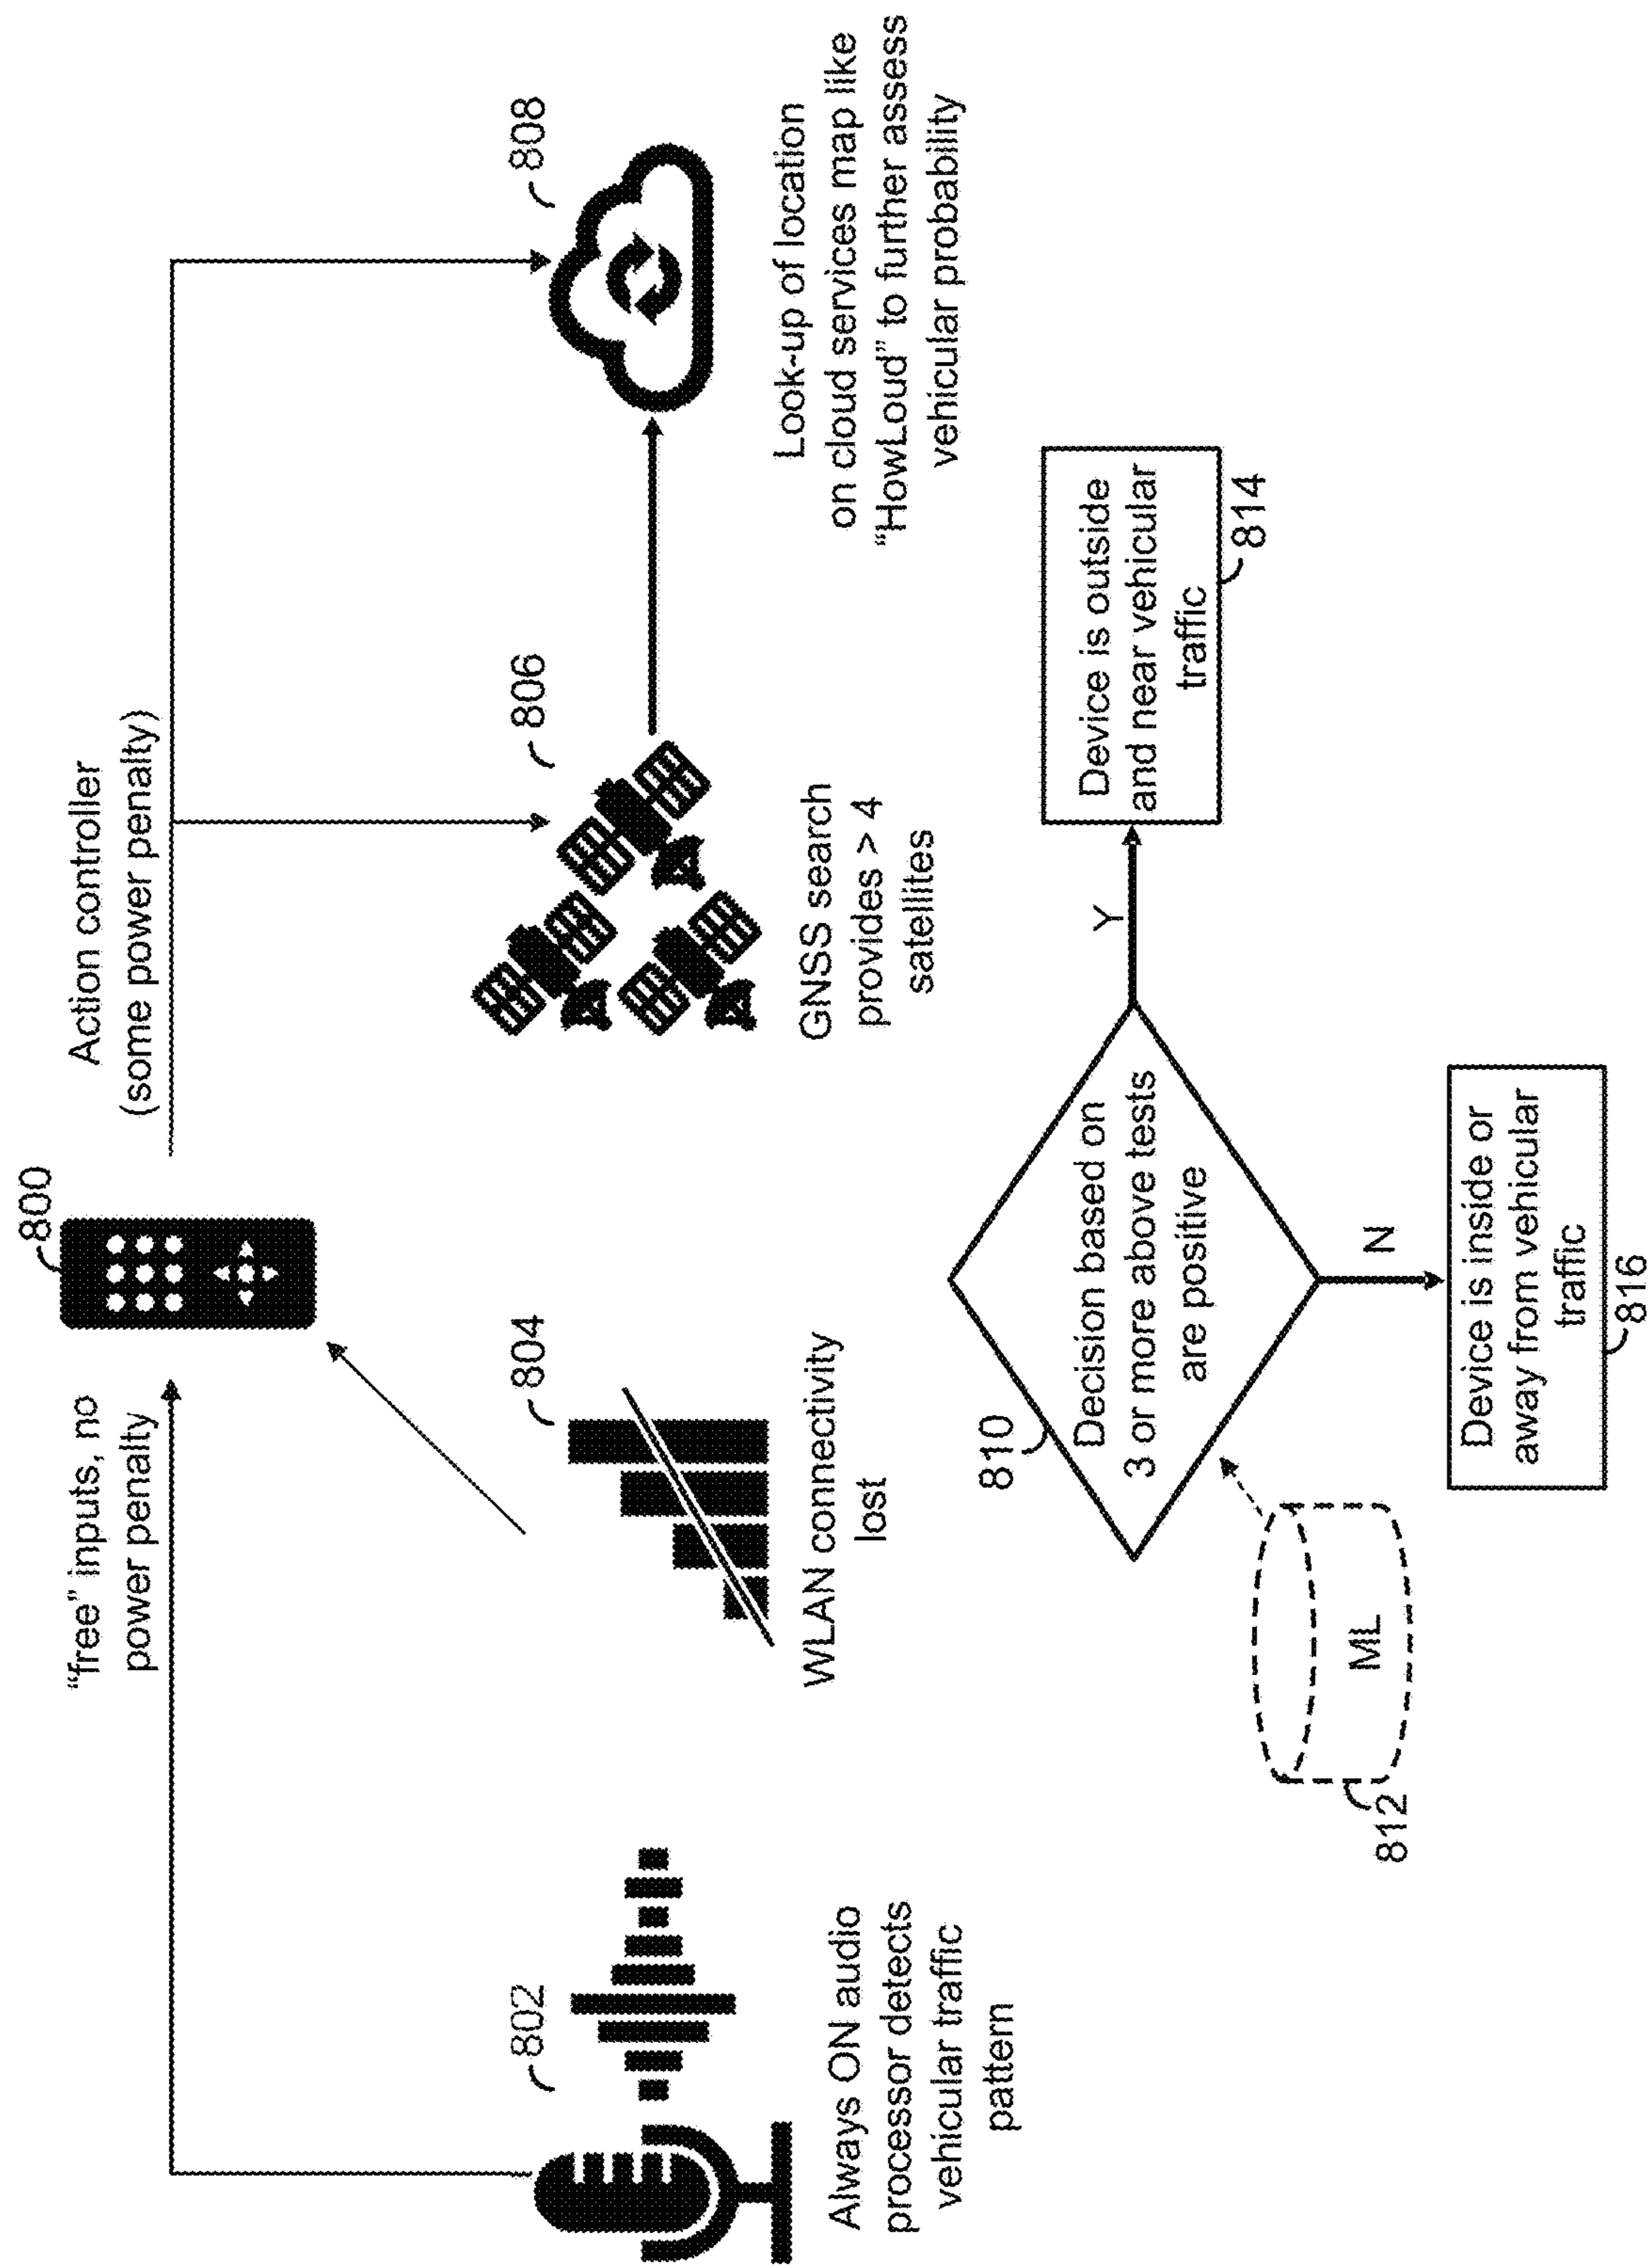 800
"free" inputs, no
power penalty
Action controller
(some power penalty)
802
804
806
808
Always ON audio
processor detects
vehicular traffic
pattern
WLAN connectivity
lost
GNSS search
provides > 4
satellites
Look-up of location
on cloud services map like
"HowLoud" to further assess
vehicular probability
810
Decision based on
3 or more above tests
are positive
Y
Device is outside
and near vehicular
traffic
814
812
ML
N
Device is inside or
away from vehicular
traffic
816